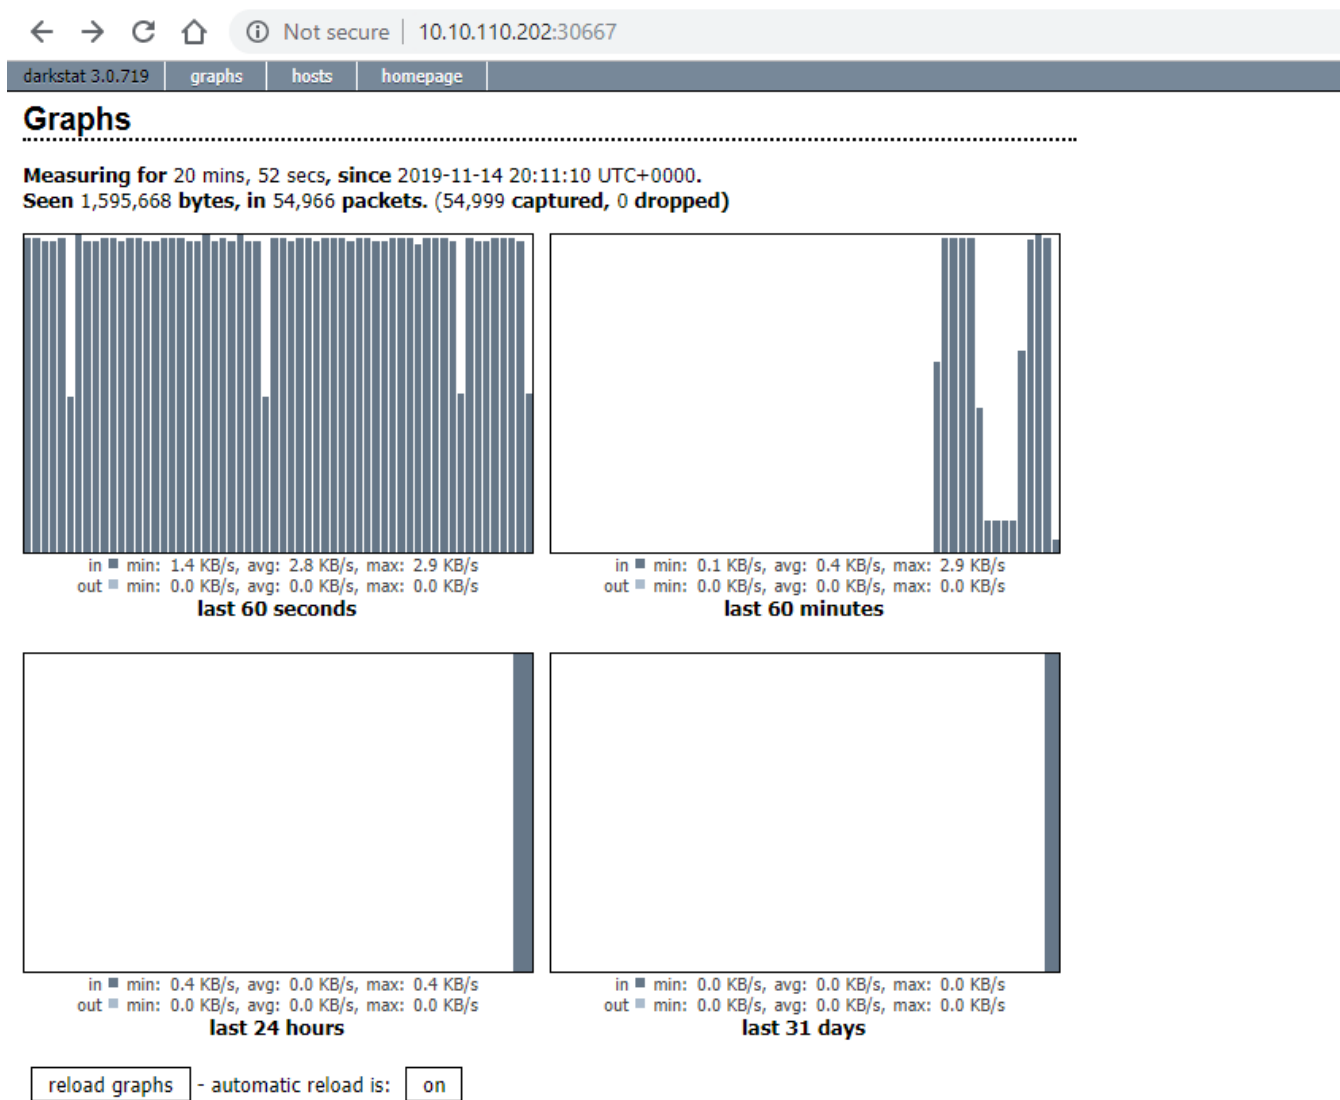 Not secure | 10.10.110.202:30667
darkstat 3.0.719 graphs hosts homepage
Graphs
Measuring for 20 mins, 52 secs, since 2019-11-14 20:11:10 UTC+0000.
Seen 1,595,668 bytes, in 54,966 packets. (54,999 captured, 0 dropped)
in min: 1.4 KB/s, avg: 2.8 KB/s, max: 2.9 KB/s
out min: 0.0 KB/s, avg: 0.0 KB/s, max: 0.0 KB/s
last 60 seconds
in min: 0.1 KB/s, avg: 0.4 KB/s, max: 2.9 KB/s
out min: 0.0 KB/s, avg: 0.0 KB/s, max: 0.0 KB/s
last 60 minutes
in min: 0.4 KB/s, avg: 0.0 KB/s, max: 0.4 KB/s
out min: 0.0 KB/s, avg: 0.0 KB/s, max: 0.0 KB/s
last 24 hours
in min: 0.0 KB/s, avg: 0.0 KB/s, max: 0.0 KB/s
out min: 0.0 KB/s, avg: 0.0 KB/s, max: 0.0 KB/s
last 31 days
reload graphs - automatic reload is: on